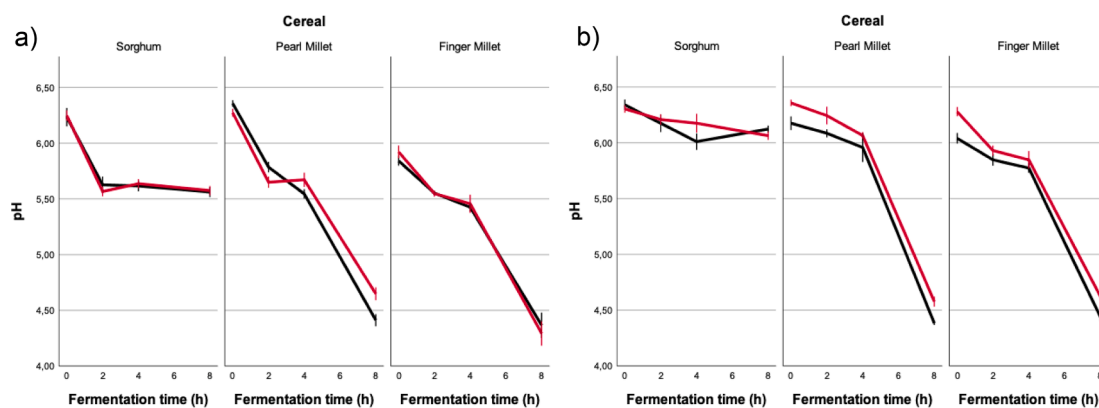 a)
Cereal
Sorghum Pearl Millet Finger Millet
6,50
6,00
5,50
5,00
4,50
4,00
pH
0 2 4 6 8 0 2 4 6 8 0 2 4 6 8
Fermentation time (h) Fermentation time (h) Fermentation time (h)
b)
Cereal
Sorghum Pearl Millet Finger Millet
6,50
6,00
5,50
5,00
4,50
4,00
pH
0 2 4 6 8 0 2 4 6 8 0 2 4 6 8
Fermentation time (h) Fermentation time (h) Fermentation time (h)